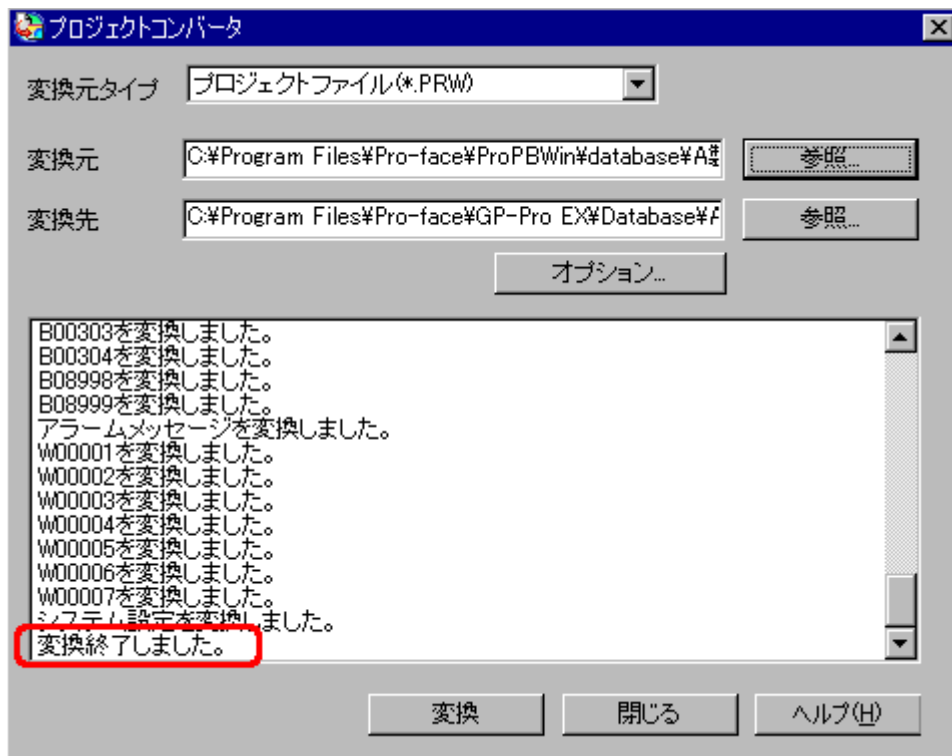 プロジェクトコンバータ
変換元タイプ プロジェクトファイル(*.PRW)
変換元 C:¥Program Files¥Pro-face¥ProPBWin¥database¥A 参照...
変換先 C:¥Program Files¥Pro-face¥GP-Pro EX¥Database¥ 参照...
オプション...
B00303を変換しました。
B00304を変換しました。
B08998を変換しました。
B08999を変換しました。
アラームメッセージを変換しました。
W00001を変換しました。
W00002を変換しました。
W00003を変換しました。
W00004を変換しました。
W00005を変換しました。
W00006を変換しました。
W00007を変換しました。
システム設定を変換しました。
変換終了しました。
変換 閉じる ヘルプ(H)